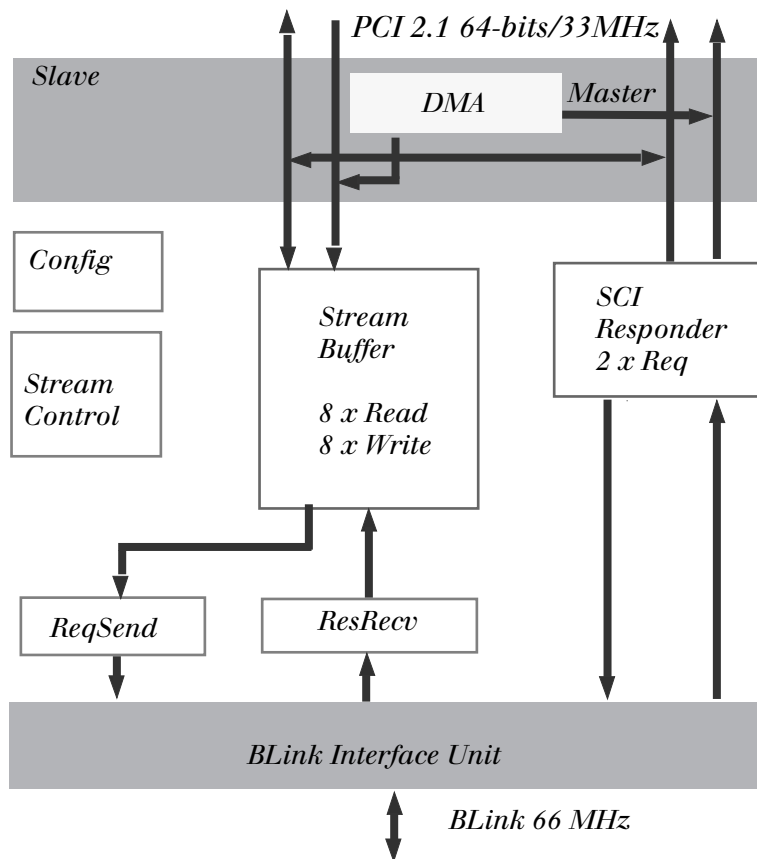 PCI 2.1 64-bits/33MHz
Slave
DMA
Master
Config
Stream
Buffer
8 x Read
8 x Write
SCI
Responder
2 x Req
Stream
Control
ReqSend
ResRecv
BLink Interface Unit
BLink 66 MHz